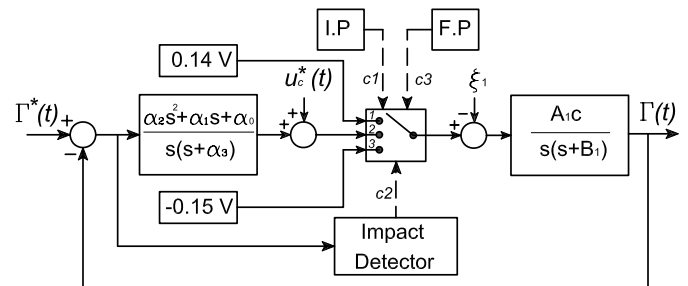 I.P
F.P
0.14 V
u*c(t)
c1
c3
ξ1
Γ*(t)
+
−
α2s²+α1s+α0
s(s+α3)
+
+
1
2
3
+
−
A1c
s(s+B1)
Γ(t)
-0.15 V
c2
Impact
Detector